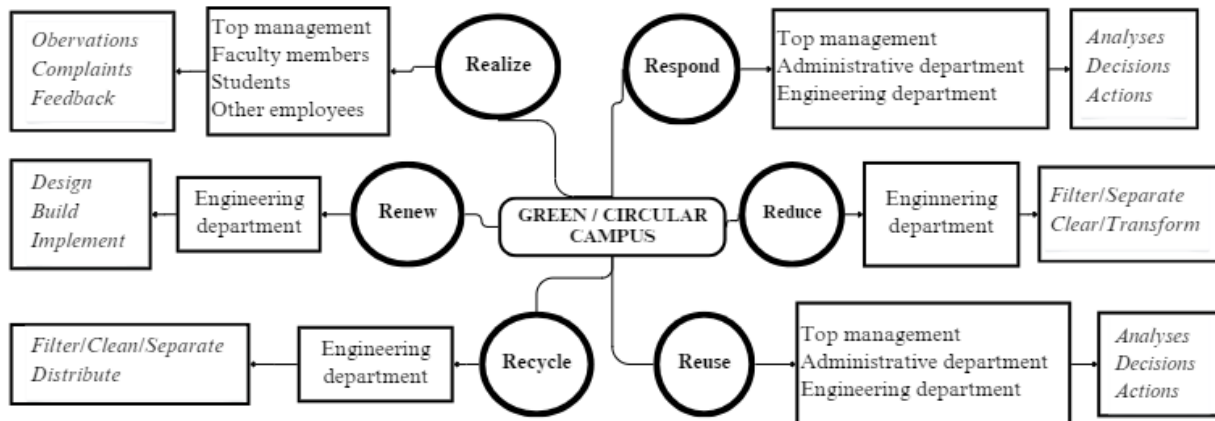 Obervations
Complaints
Feedback
Top management
Faculty members
Students
Other employees
Realize
Respond
Top management
Administrative department
Engineering department
Analyses
Decisions
Actions
Design
Build
Implement
Engineering
department
Renew
GREEN / CIRCULAR
CAMPUS
Reduce
Enginnering
department
Filter/Separate
Clear/Transform
Filter/Clean/Separate
Distribute
Engineering
department
Recycle
Reuse
Top management
Administrative department
Engineering department
Analyses
Decisions
Actions